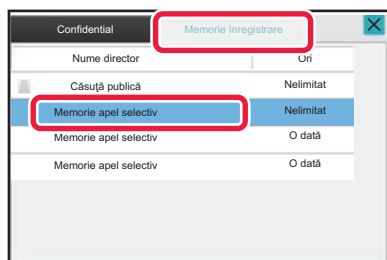 Confidential Memorie înregistrare
Nume director Ori
Căsuţă publică Nelimitat
Memorie apel selectiv Nelimitat
Memorie apel selectiv O dată
Memorie apel selectiv O dată